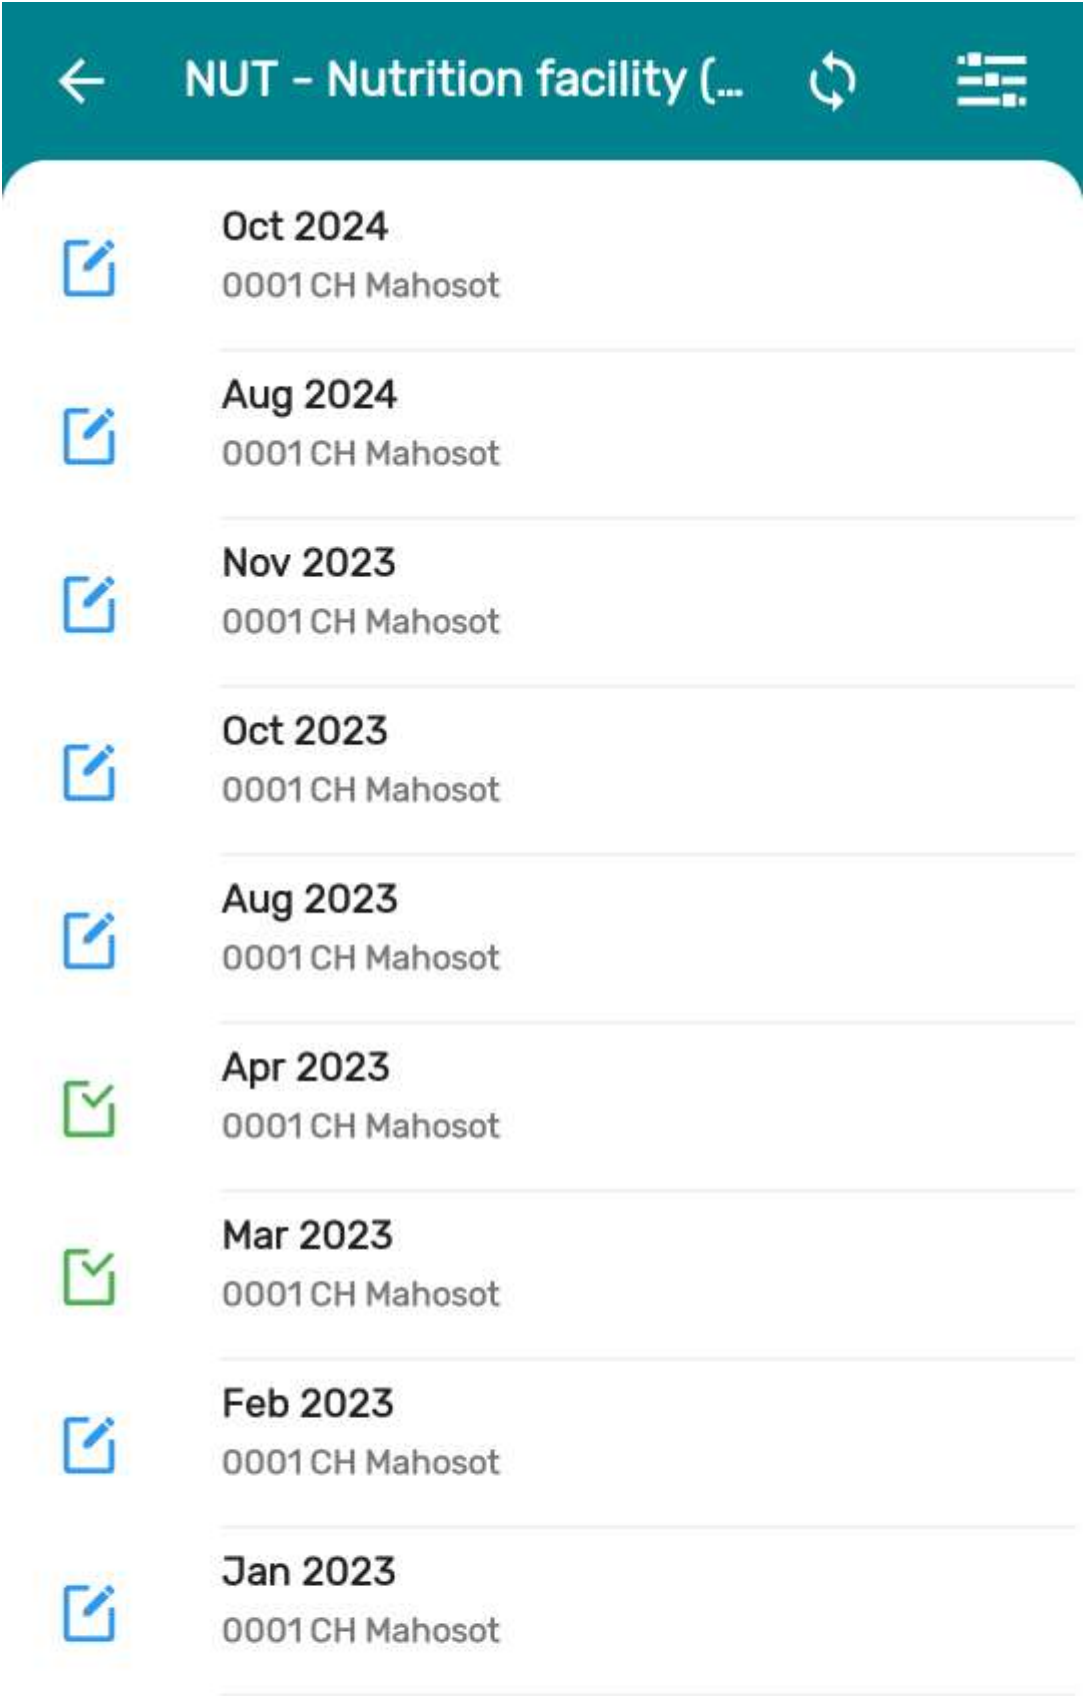 NUT - Nutrition facility (...
Oct 2024
0001 CH Mahosot
Aug 2024
0001 CH Mahosot
Nov 2023
0001 CH Mahosot
Oct 2023
0001 CH Mahosot
Aug 2023
0001 CH Mahosot
Apr 2023
0001 CH Mahosot
Mar 2023
0001 CH Mahosot
Feb 2023
0001 CH Mahosot
Jan 2023
0001 CH Mahosot